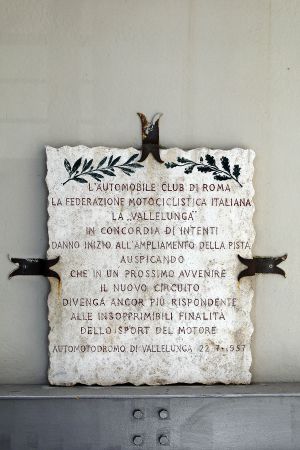 L'AUTOMOBILE CLUB DI ROMA
LA FEDERAZIONE MOTOCICLISTICA ITALIANA
LA „VALLELUNGA"
IN CONCORDIA DI INTENTI
DANNO INIZIO ALL'AMPLIAMENTO DELLA PISTA
AUSPICANDO
CHE IN UN PROSSIMO AVVENIRE
IL NUOVO CIRCUITO
DIVENGA ANCOR PIÙ RISPONDENTE
ALLE INSOPPRIMIBILI FINALITÀ
DELLO SPORT DEL MOTORE
AUTOMOTODROMO DI VALLELUNGA 22-7-1957